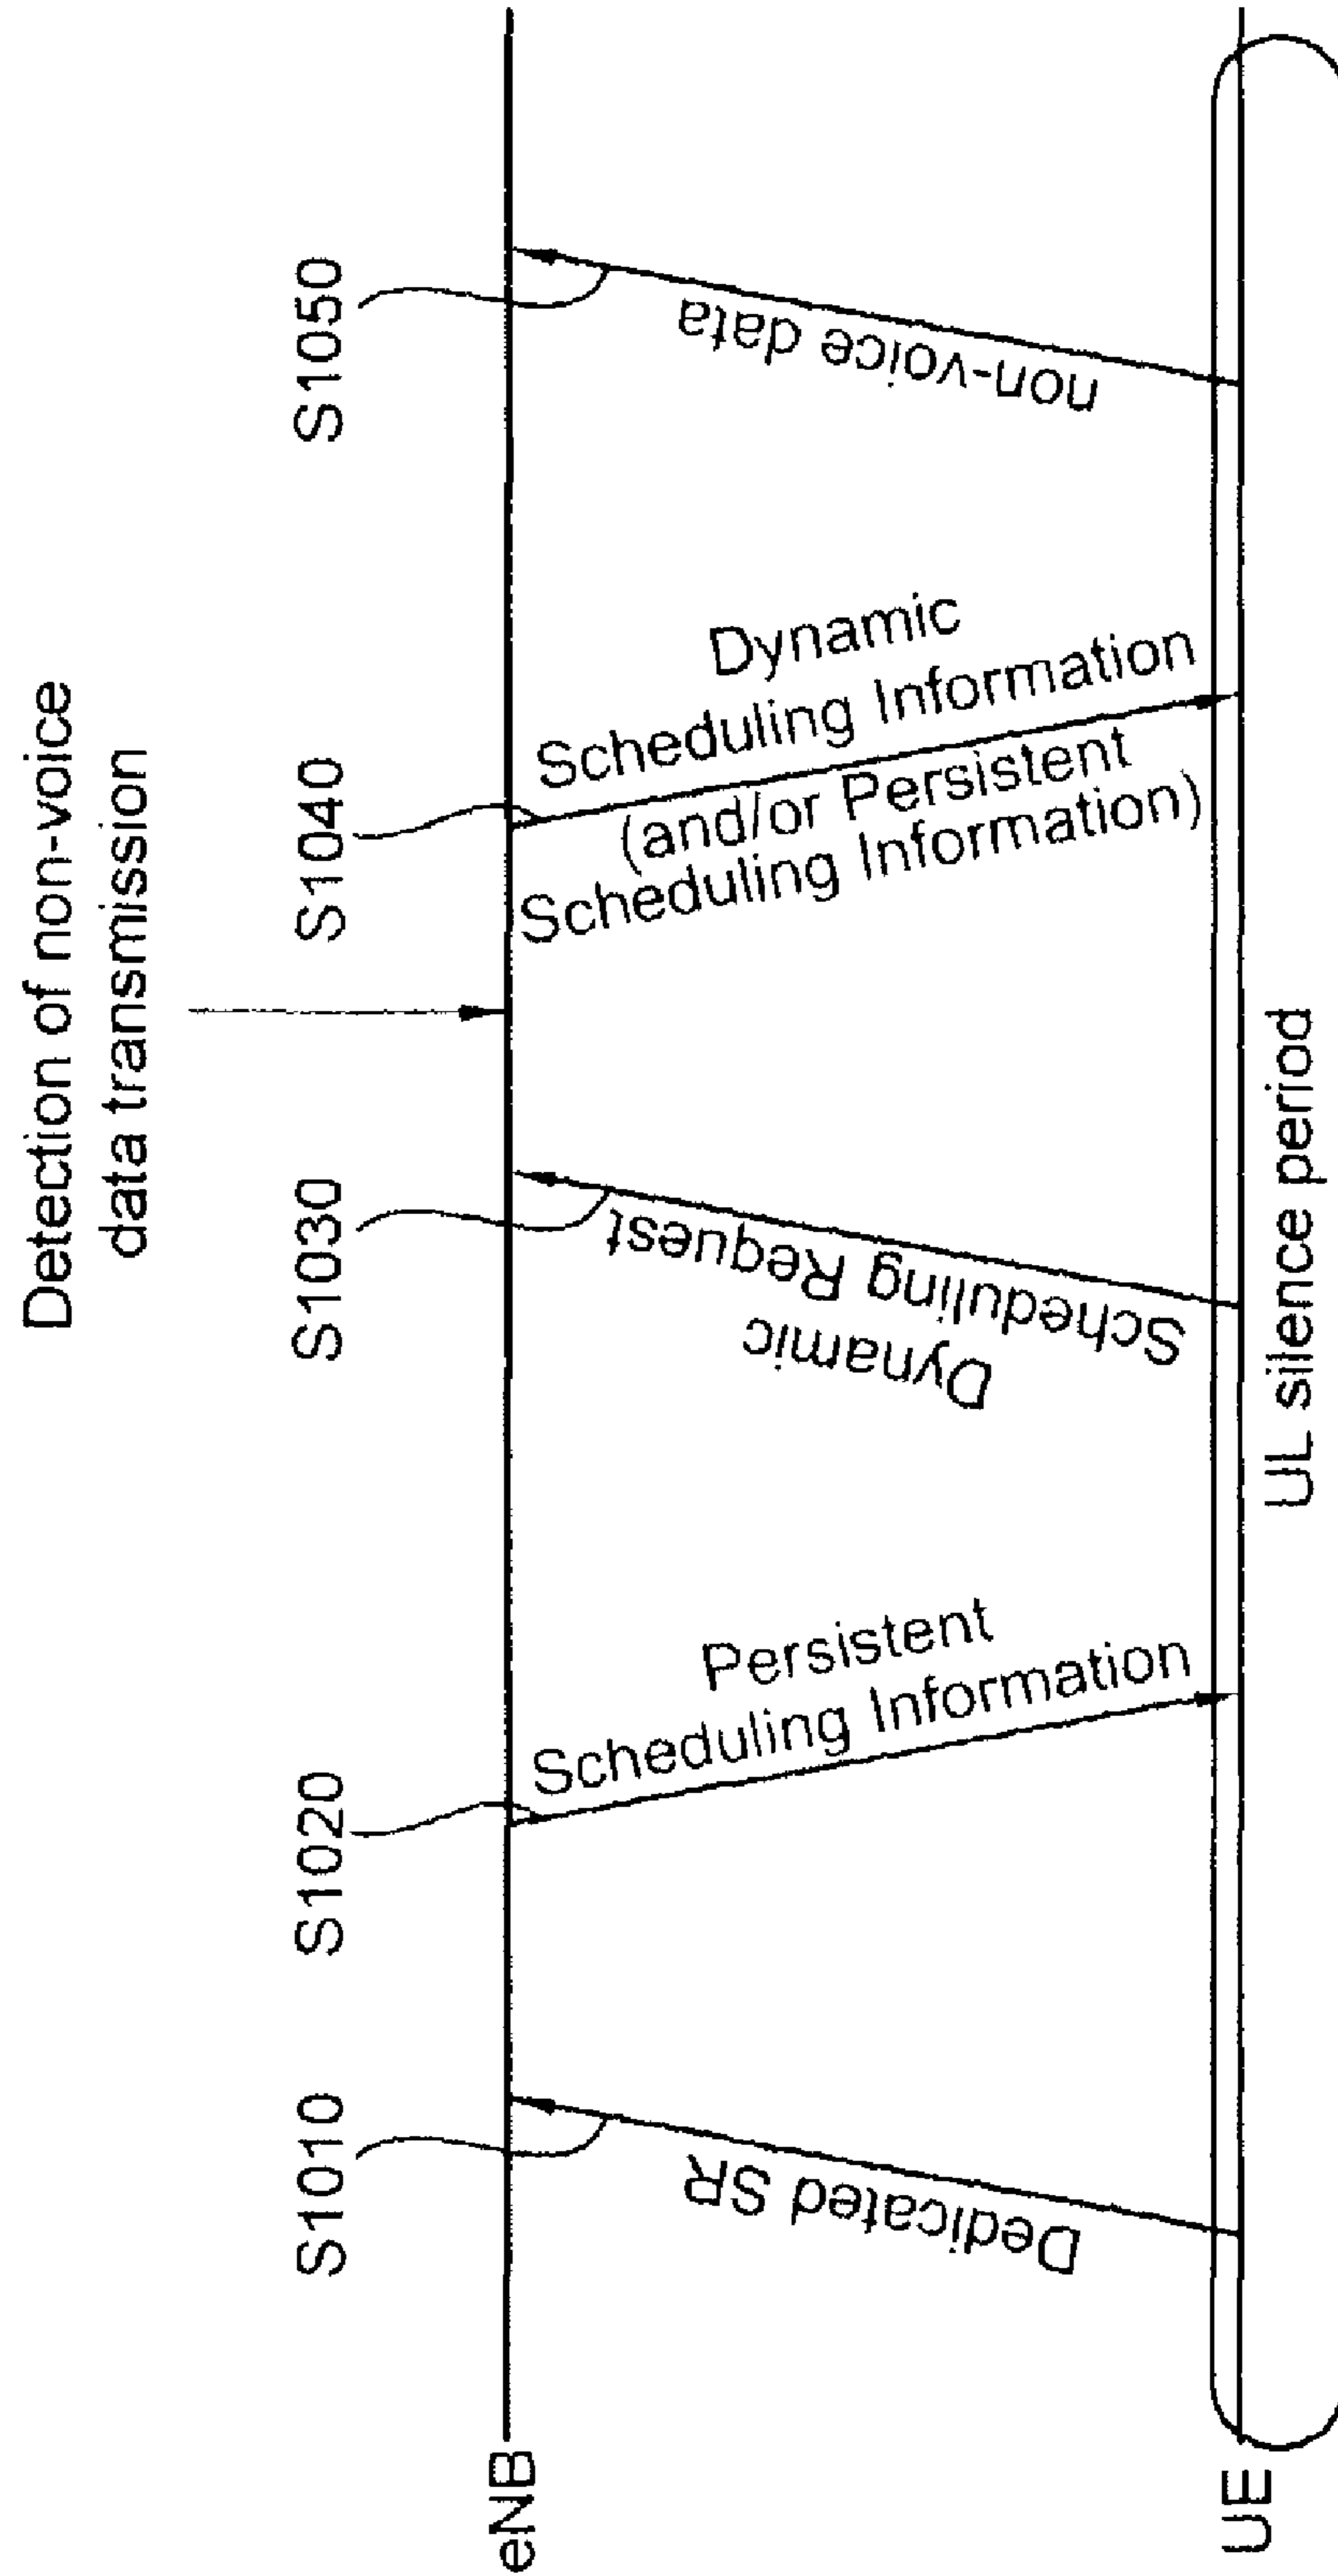 Detection of non-voice
data transmission
S1010
S1020
S1030
S1040
S1050
eNB
Dedicated SR
Persistent
Scheduling Information
Dynamic
Scheduling Request
Dynamic
Scheduling Information
(and/or Persistent
Scheduling Information)
non-voice data
UE
UL silence period